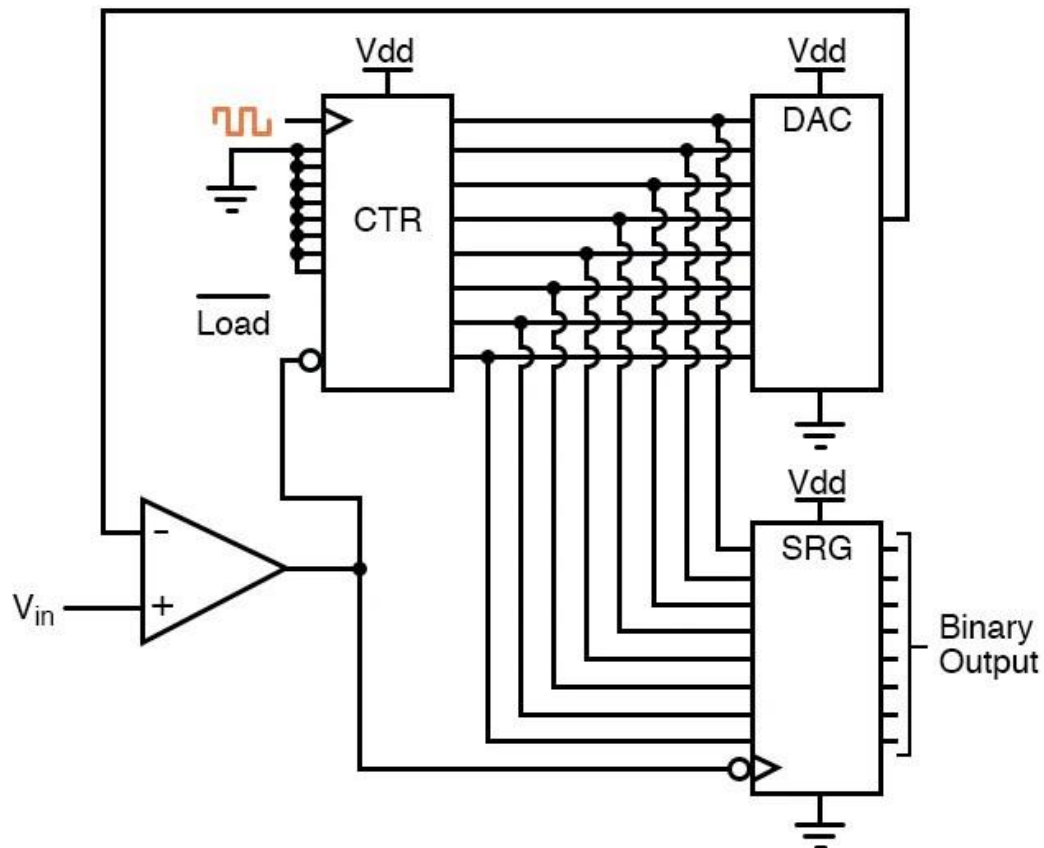 Vdd
Vdd
DAC
CTR
Load
Vdd
SRG
-
Vin
+
Binary
Output